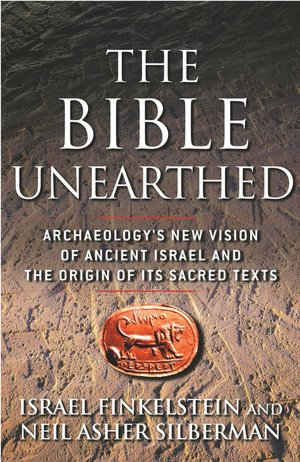 THE
BIBLE
UNEARTHED
ARCHAEOLOGY'S NEW VISION
OF ANCIENT ISRAEL AND
THE ORIGIN OF ITS SACRED TEXTS
ISRAEL FINKELSTEIN AND
NEIL ASHER SILBERMAN